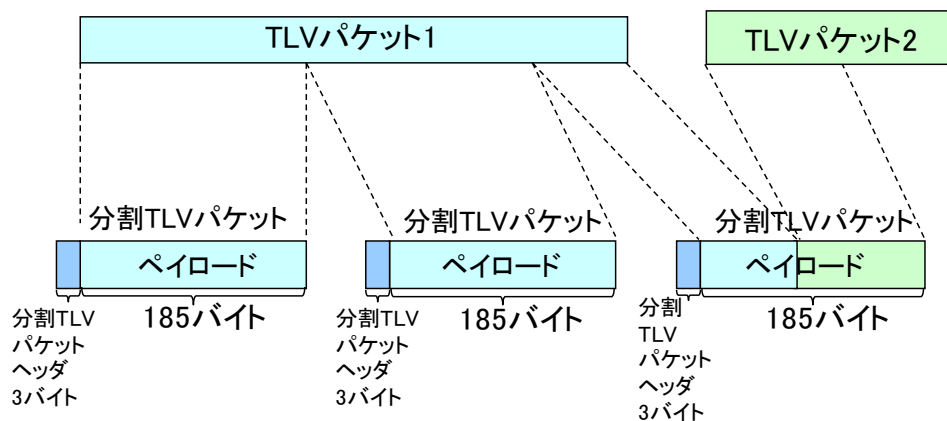 TLVパケット1
TLVパケット2
分割TLVパケット
分割TLVパケット
分割TLVパケット
ペイロード
ペイロード
ペイロード
185バイト
185バイト
185バイト
分割TLV
パケット
ヘッダ
3バイト
分割TLV
パケット
ヘッダ
3バイト
分割
TLV
パケット
ヘッダ
3バイト